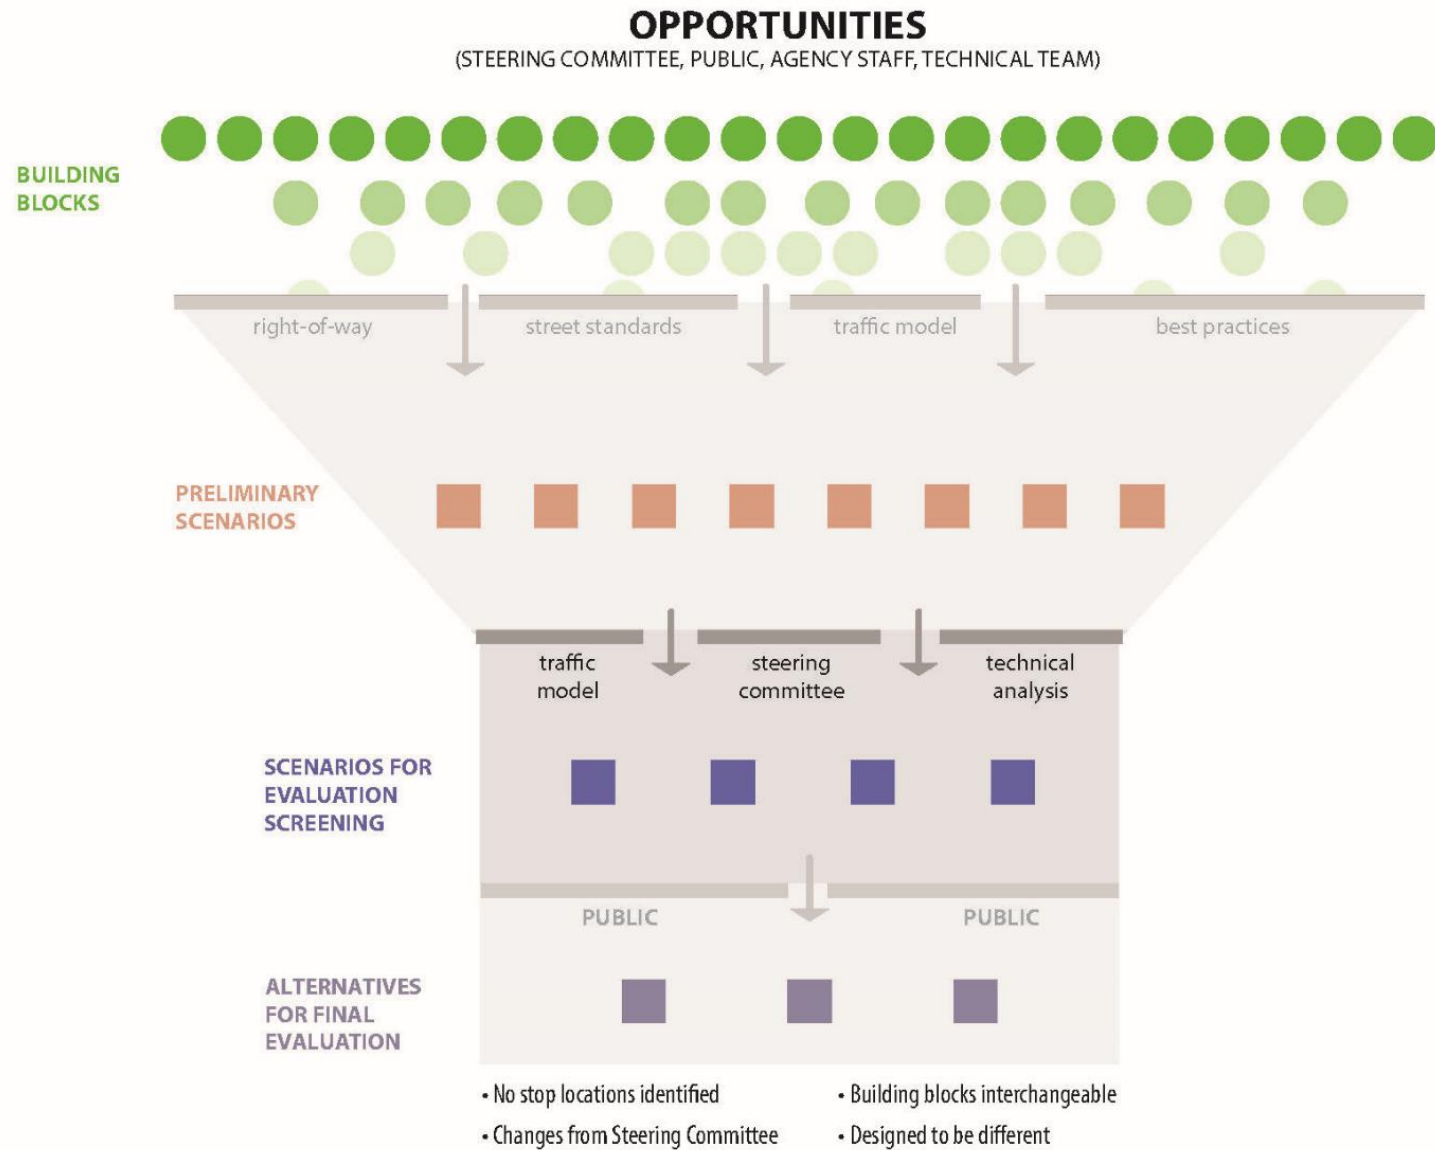 OPPORTUNITIES
(STEERING COMMITTEE, PUBLIC, AGENCY STAFF, TECHNICAL TEAM)
BUILDING
BLOCKS
right-of-way
street standards
traffic model
best practices
PRELIMINARY
SCENARIOS
traffic
model
steering
committee
technical
analysis
SCENARIOS FOR
EVALUATION
SCREENING
PUBLIC
PUBLIC
ALTERNATIVES
FOR FINAL
EVALUATION
• No stop locations identified
• Changes from Steering Committee
• Building blocks interchangeable
• Designed to be different